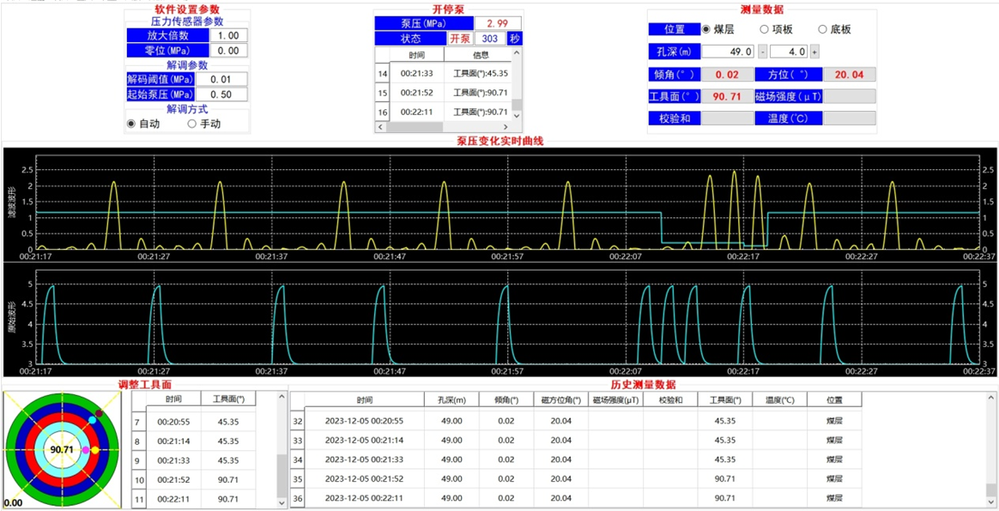 软件设置参数
压力传感器参数
放大倍数 1.00
零位(MPa) 0.00
解调参数
解码阈值(MPa) 0.01
起始泵压(MPa) 0.50
解调方式
自动 手动
开停泵
泵压(MPa) 2.99
状态 开泵 303 秒
时间 信息
14 00:21:33 工具面(°):45.35
15 00:21:52 工具面(°):90.71
16 00:22:11 工具面(°):90.71
测量数据
位置 煤层 项板 底板
孔深(m) 49.0 - 4.0 +
倾角(°) 0.02 方位(°) 20.04
工具面(°) 90.71 磁场强度(μT)
校验和 温度(℃)
泵压变化实时曲线
滤波波形
2.5 2.5
2 2
1.5 1.5
1 1
0.5 0.5
0 0
00:21:17 00:21:27 00:21:37 00:21:47 00:21:57 00:22:07 00:22:17 00:22:27 00:22:37
原始波形
5 5
4.5 4.5
4 4
3.5 3.5
3 3
00:21:17 00:21:27 00:21:37 00:21:47 00:21:57 00:22:07 00:22:17 00:22:27 00:22:37
调整工具面
90.71
0.00
时间 工具面(°)
7 00:20:55 45.35
8 00:21:14 45.35
9 00:21:33 45.35
10 00:21:52 90.71
11 00:22:11 90.71
历史测量数据
时间 孔深(m) 倾角(°) 磁方位角(°) 磁场强度(μT) 校验和 工具面(°) 温度(℃) 位置
32 2023-12-05 00:20:55 49.00 0.02 20.04 45.35 煤层
33 2023-12-05 00:21:14 49.00 0.02 20.04 45.35 煤层
34 2023-12-05 00:21:33 49.00 0.02 20.04 45.35 煤层
35 2023-12-05 00:21:52 49.00 0.02 20.04 90.71 煤层
36 2023-12-05 00:22:11 49.00 0.02 20.04 90.71 煤层